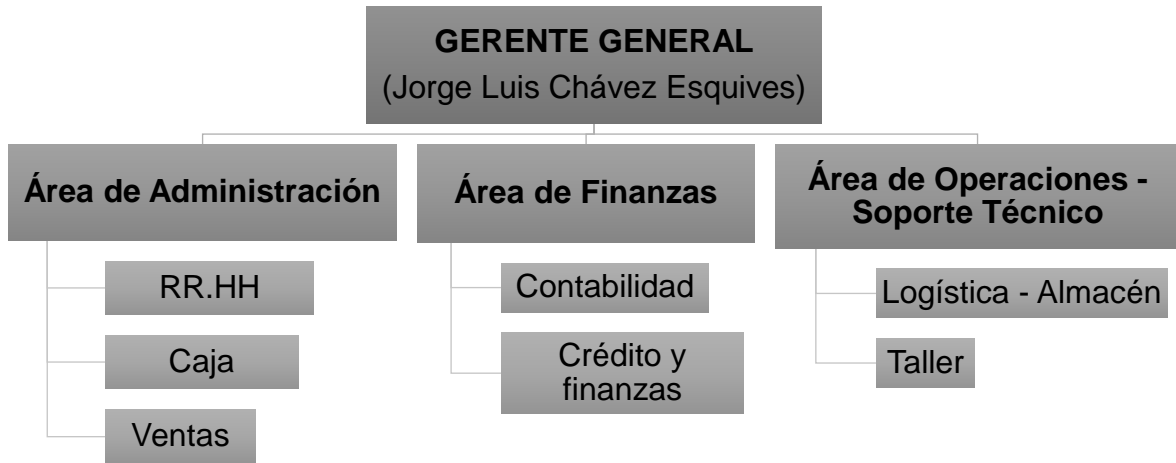 GERENTE GENERAL
(Jorge Luis Chávez Esquives)
Área de Administración
RR.HH
Caja
Ventas
Área de Finanzas
Contabilidad
Crédito y
finanzas
Área de Operaciones -
Soporte Técnico
Logística - Almacén
Taller